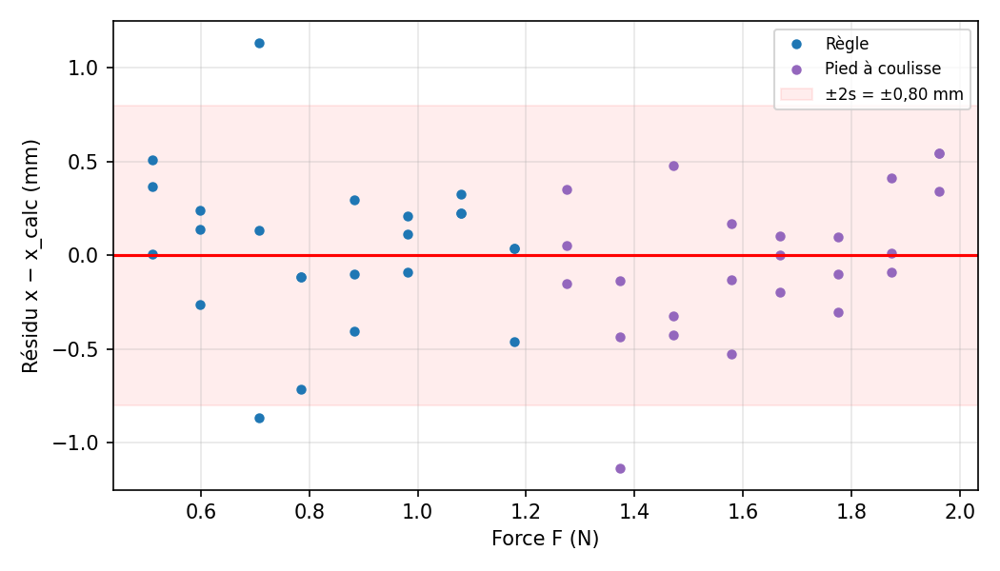 Règle
Pied à coulisse
±2s = ±0,80 mm
Résidu x − x_calc (mm)
1.0
0.5
0.0
−0.5
−1.0
0.6 0.8 1.0 1.2 1.4 1.6 1.8 2.0
Force F (N)